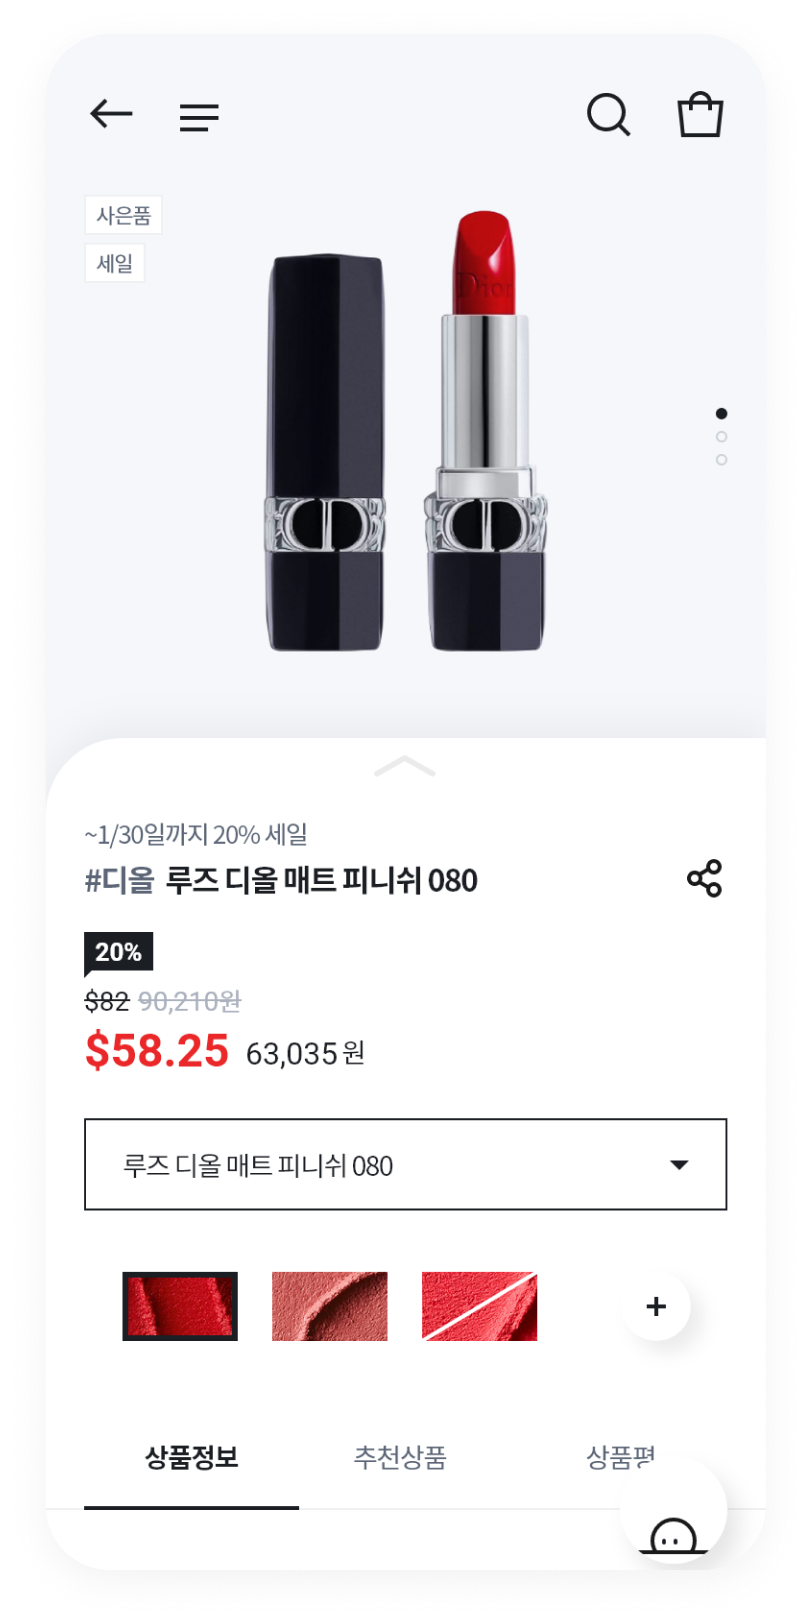 사은품
세일
Dior
~1/30일까지 20% 세일
#디올 루즈 디올 매트 피니쉬 080
20%
$82 90,210원
$58.25 63,035원
루즈 디올 매트 피니쉬 080
+
상품정보 추천상품 상품평